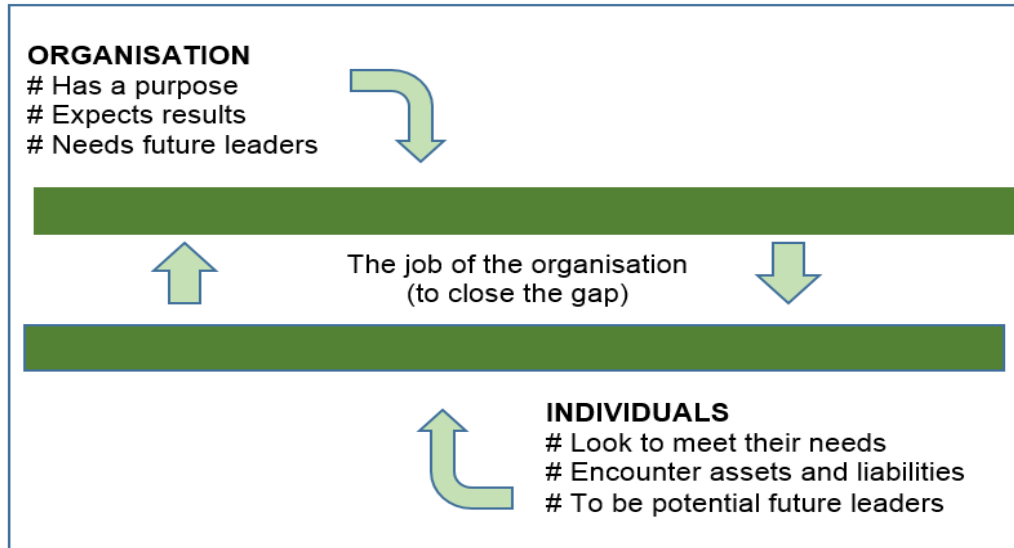 ORGANISATION
# Has a purpose
# Expects results
# Needs future leaders
The job of the organisation
(to close the gap)
INDIVIDUALS
# Look to meet their needs
# Encounter assets and liabilities
# To be potential future leaders